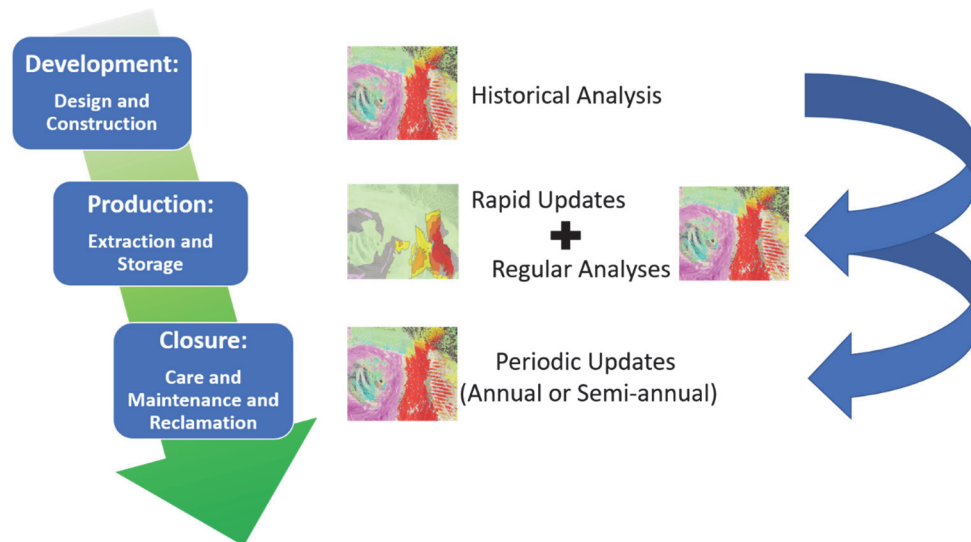 Development:
Design and
Construction
Historical Analysis
Production:
Extraction and
Storage
Rapid Updates
+
Regular Analyses
Closure:
Care and
Maintenance and
Reclamation
Periodic Updates
(Annual or Semi-annual)